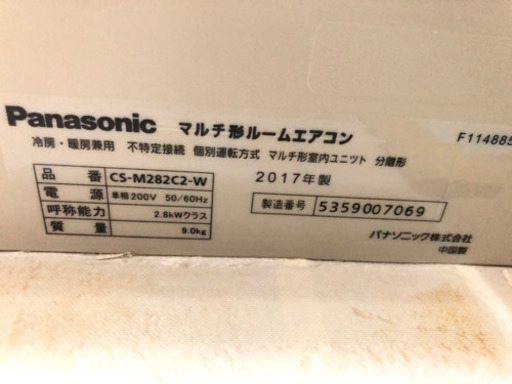 Panasonic マルチ形ルームエアコン F114885
冷房・暖房兼用 不特定接続 個別運転方式 マルチ形室内ユニット 分離形
品番 CS-M282C2-W 2017年製
電源 単相200V 50/60Hz 製造番号 5359007069
呼称能力 2.8kWクラス
質量 9.0kg パナソニック株式会社
中国製